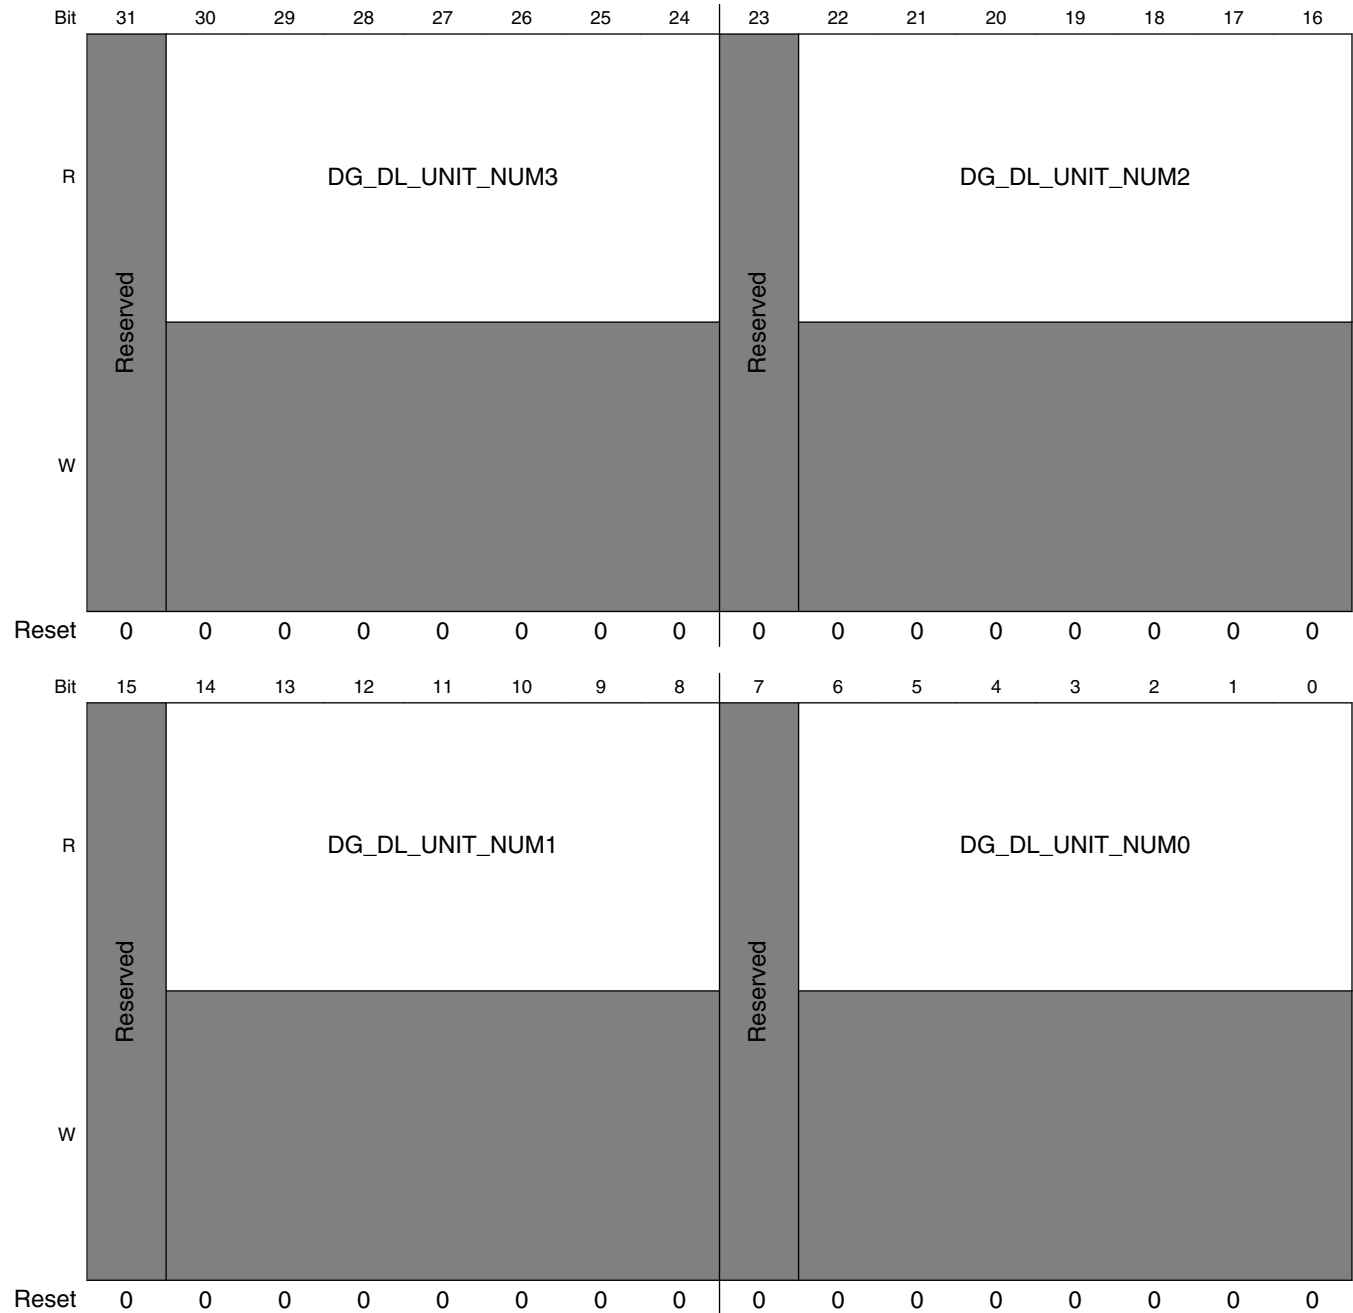 Bit 31 30 29 28 27 26 25 24 23 22 21 20 19 18 17 16
R DG_DL_UNIT_NUM3 DG_DL_UNIT_NUM2
Reserved Reserved
W
Reset 0 0 0 0 0 0 0 0 0 0 0 0 0 0 0 0
Bit 15 14 13 12 11 10 9 8 7 6 5 4 3 2 1 0
R DG_DL_UNIT_NUM1 DG_DL_UNIT_NUM0
Reserved Reserved
W
Reset 0 0 0 0 0 0 0 0 0 0 0 0 0 0 0 0